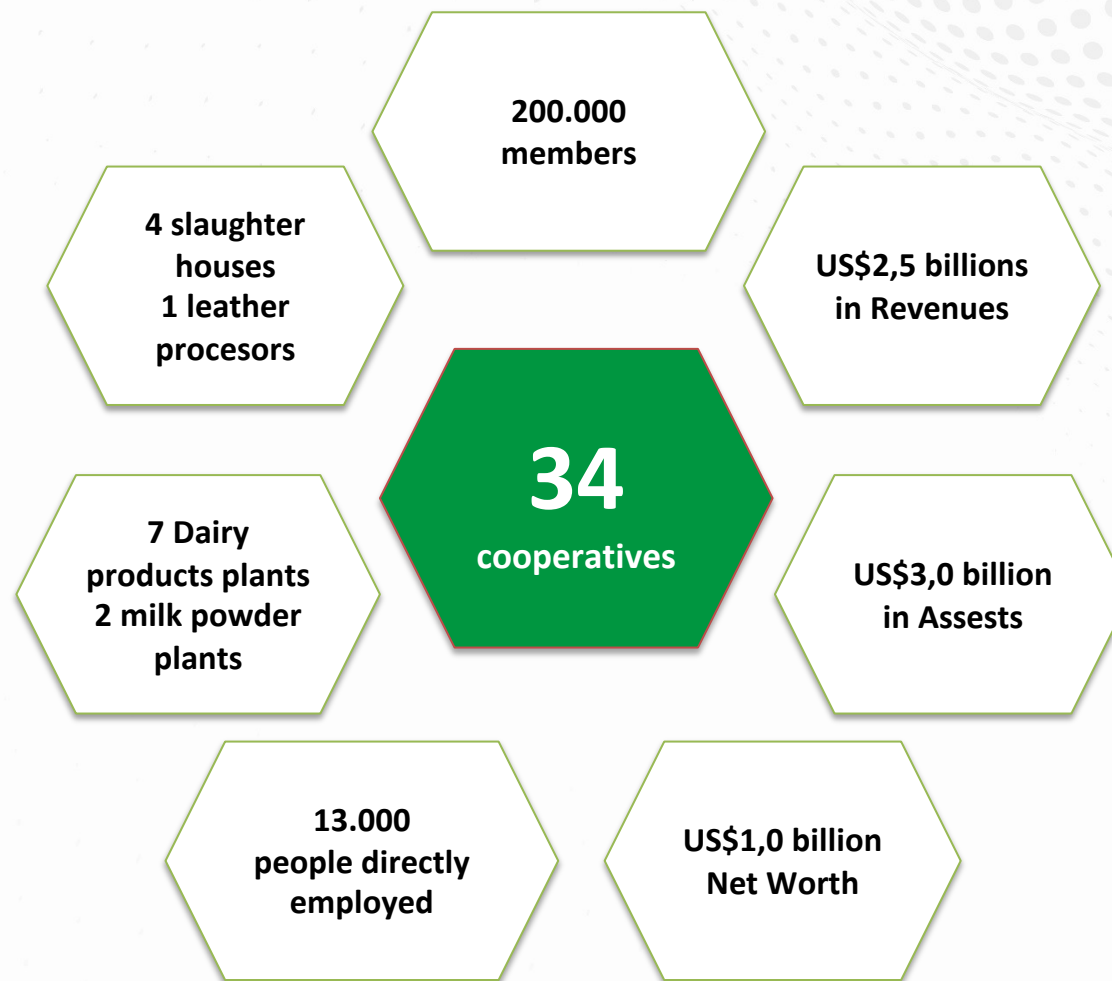 200.000
members
4 slaughter
houses
1 leather
procesors
US$2,5 billions
in Revenues
34
cooperatives
7 Dairy
products plants
2 milk powder
plants
US$3,0 billion
in Assests
13.000
people directly
employed
US$1,0 billion
Net Worth